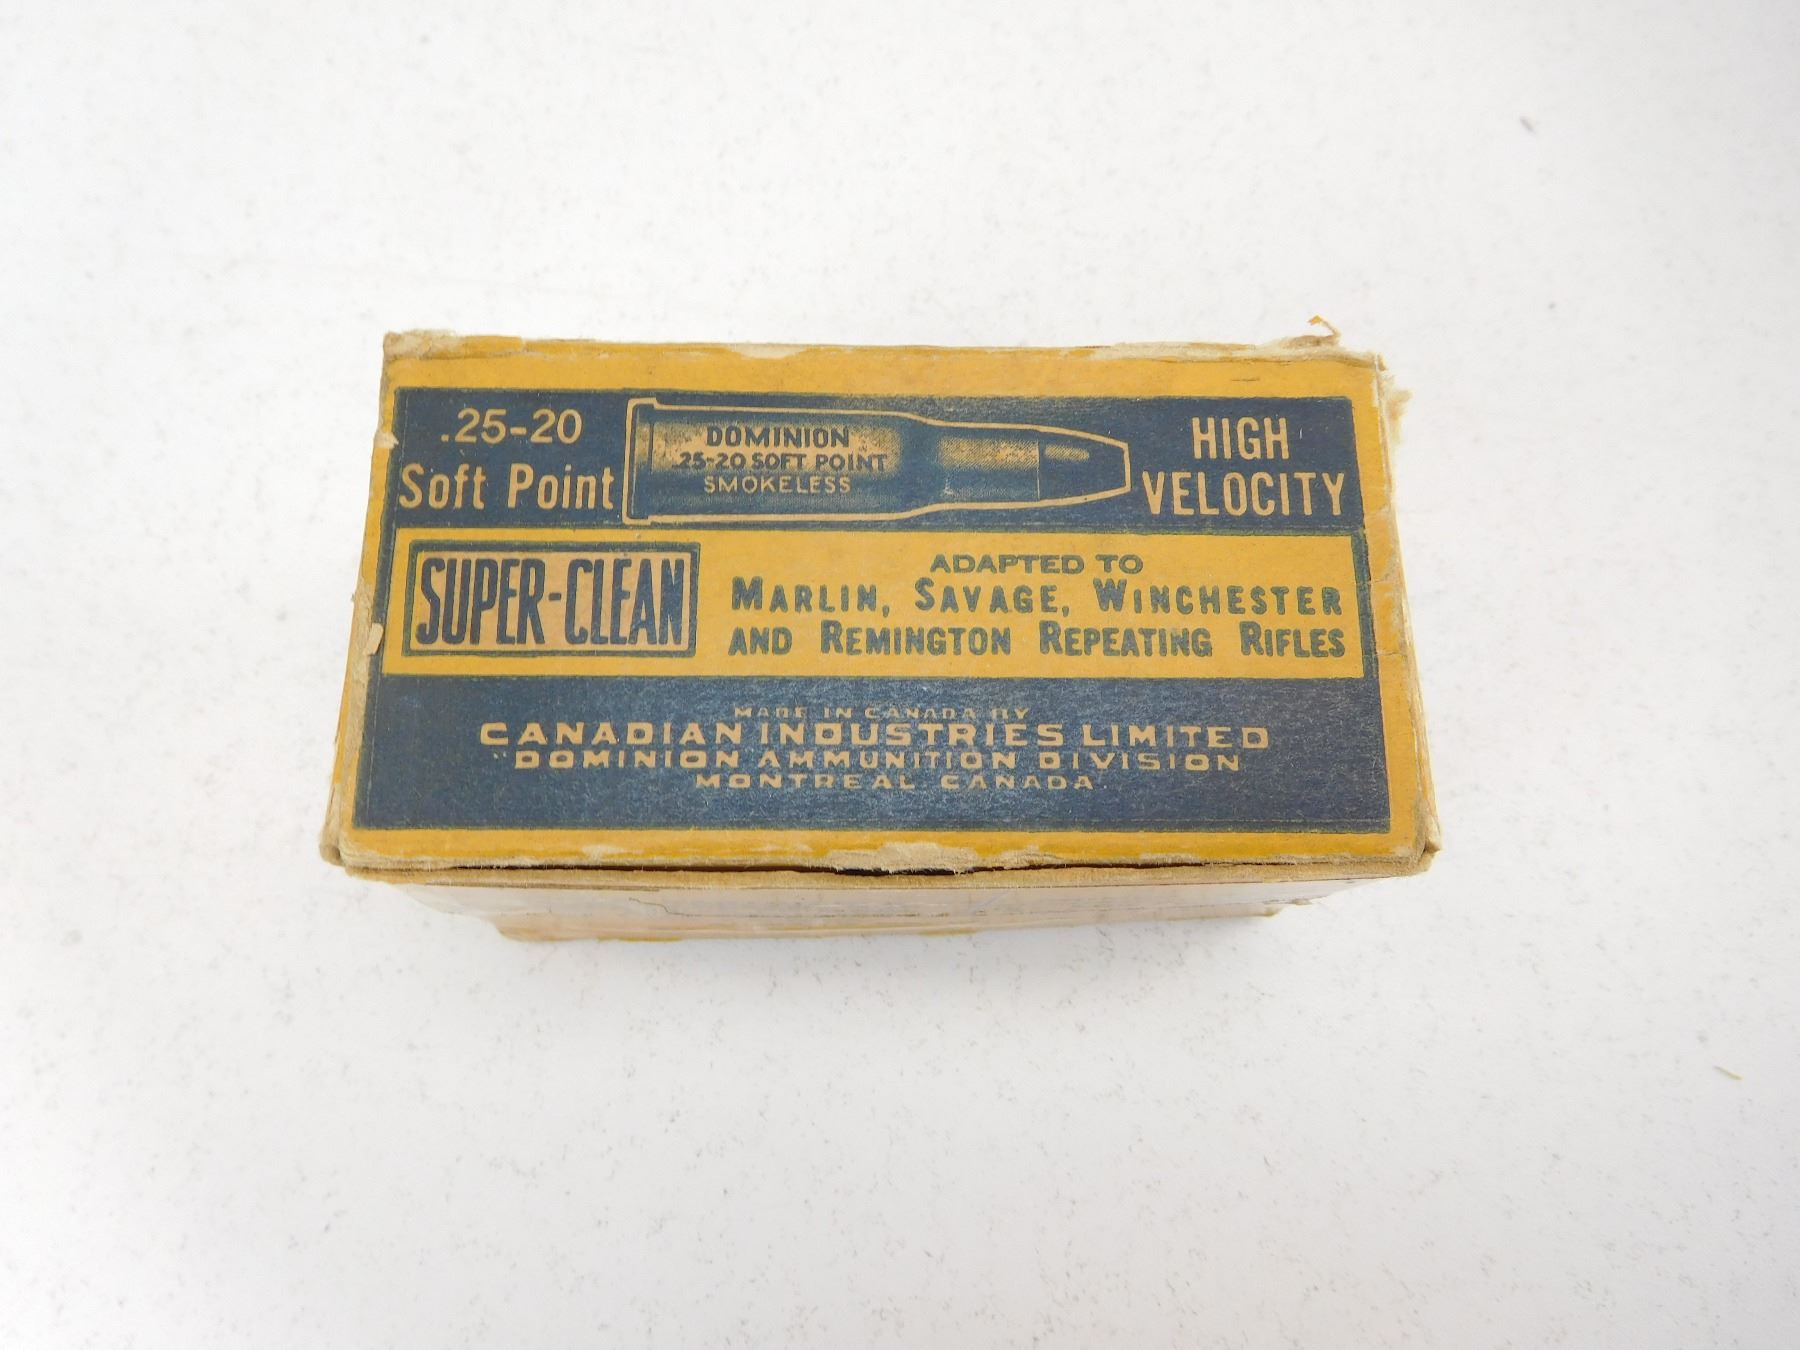 .25-20
Soft Point
DOMINION
.25-20 SOFT POINT
SMOKELESS
HIGH
VELOCITY
SUPER-CLEAN
ADAPTED TO
MARLIN, SAVAGE, WINCHESTER
AND REMINGTON REPEATING RIFLES
MADE IN CANADA BY
CANADIAN INDUSTRIES LIMITED
"DOMINION AMMUNITION DIVISION
MONTREAL CANADA